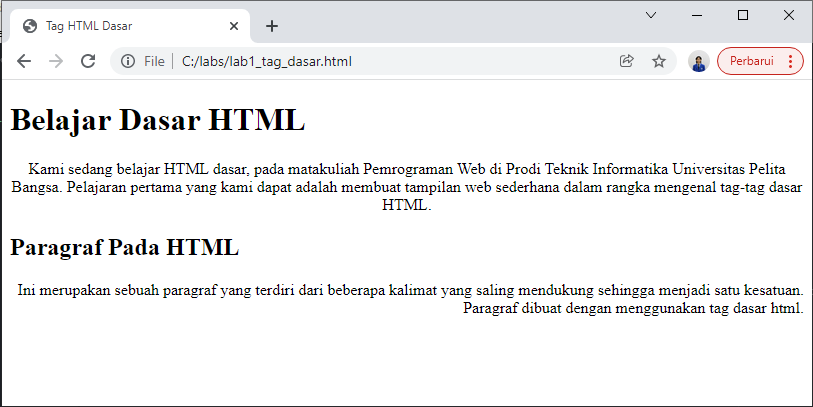 Tag HTML Dasar
File C:/labs/lab1_tag_dasar.html
Perbarui
Belajar Dasar HTML
Kami sedang belajar HTML dasar, pada matakuliah Pemrograman Web di Prodi Teknik Informatika Universitas Pelita
Bangsa. Pelajaran pertama yang kami dapat adalah membuat tampilan web sederhana dalam rangka mengenal tag-tag dasar
HTML.
Paragraf Pada HTML
Ini merupakan sebuah paragraf yang terdiri dari beberapa kalimat yang saling mendukung sehingga menjadi satu kesatuan.
Paragraf dibuat dengan menggunakan tag dasar html.